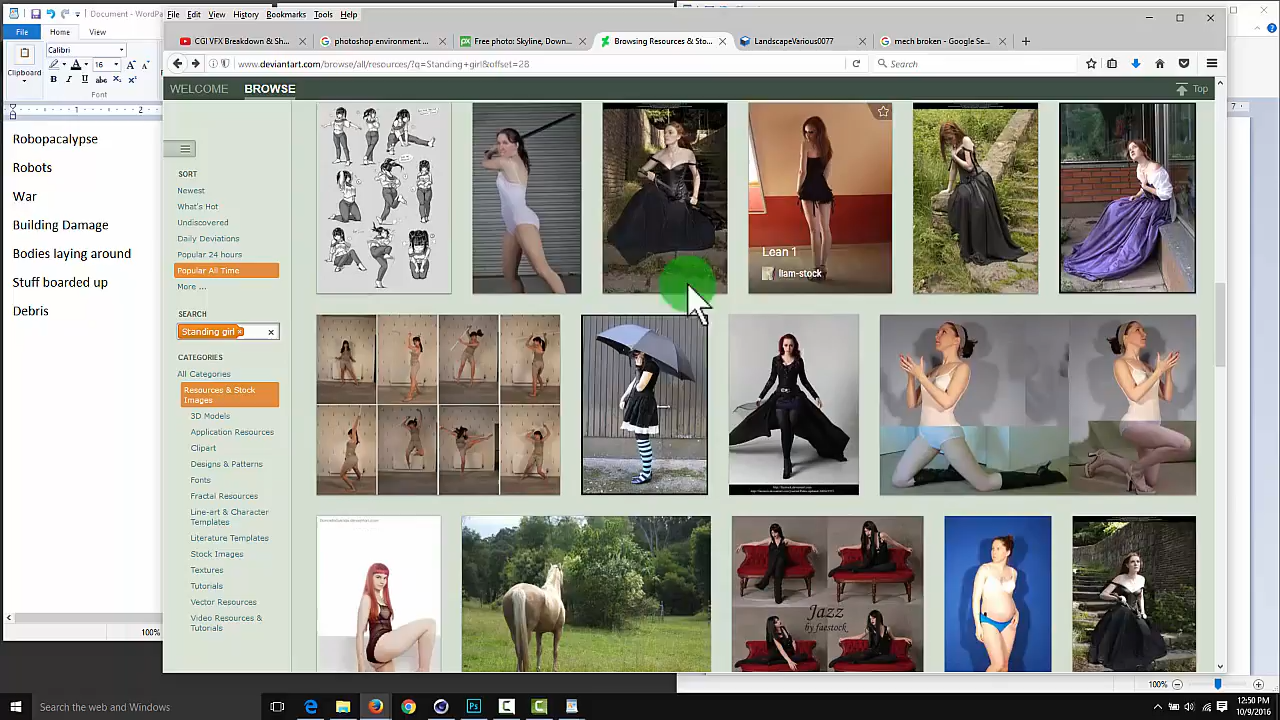 Document - WordPa
File Edit View History Bookmarks Tools Help
CGI VFX Breakdown & Sh...
photoshop environment ...
Free photo: Skyline, Down...
Browsing Resources & Sto...
LandscapeVarious0077
mech broken - Google Se...
www.deviantart.com/browse/all/resources/?q=Standing+girl&offset=28
Search
File Home View
Clipboard
Calibri
16
B I U
Font
WELCOME BROWSE
Top
Robopacalypse
Robots
War
Building Damage
Bodies laying around
Stuff boarded up
Debris
100%
SORT
Newest
What's Hot
Undiscovered
Daily Deviations
Popular 24 hours
Popular All Time
More ...
SEARCH
Standing girl
CATEGORIES
All Categories
Resources & Stock
Images
3D Models
Application Resources
Clipart
Designs & Patterns
Fonts
Fractal Resources
Line-art & Character
Templates
Literature Templates
Stock Images
Textures
Tutorials
Vector Resources
Video Resources &
Tutorials
Lean 1
liam-stock
Jazz
by faestock
100%
Search the web and Windows
12:50 PM
10/9/2016